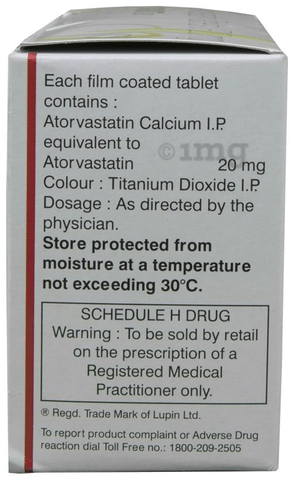 Each film coated tablet
contains :
Atorvastatin Calcium I.P.
equivalent to
Atorvastatin 20 mg
Colour : Titanium Dioxide I.P.
Dosage : As directed by the
physician.
Store protected from
moisture at a temperature
not exceeding 30°C.
SCHEDULE H DRUG
Warning : To be sold by retail
on the prescription of a
Registered Medical
Practitioner only.
® Regd. Trade Mark of Lupin Ltd.
To report product complaint or Adverse Drug
reaction dial Toll Free no.: 1800-209-2505
©1mg